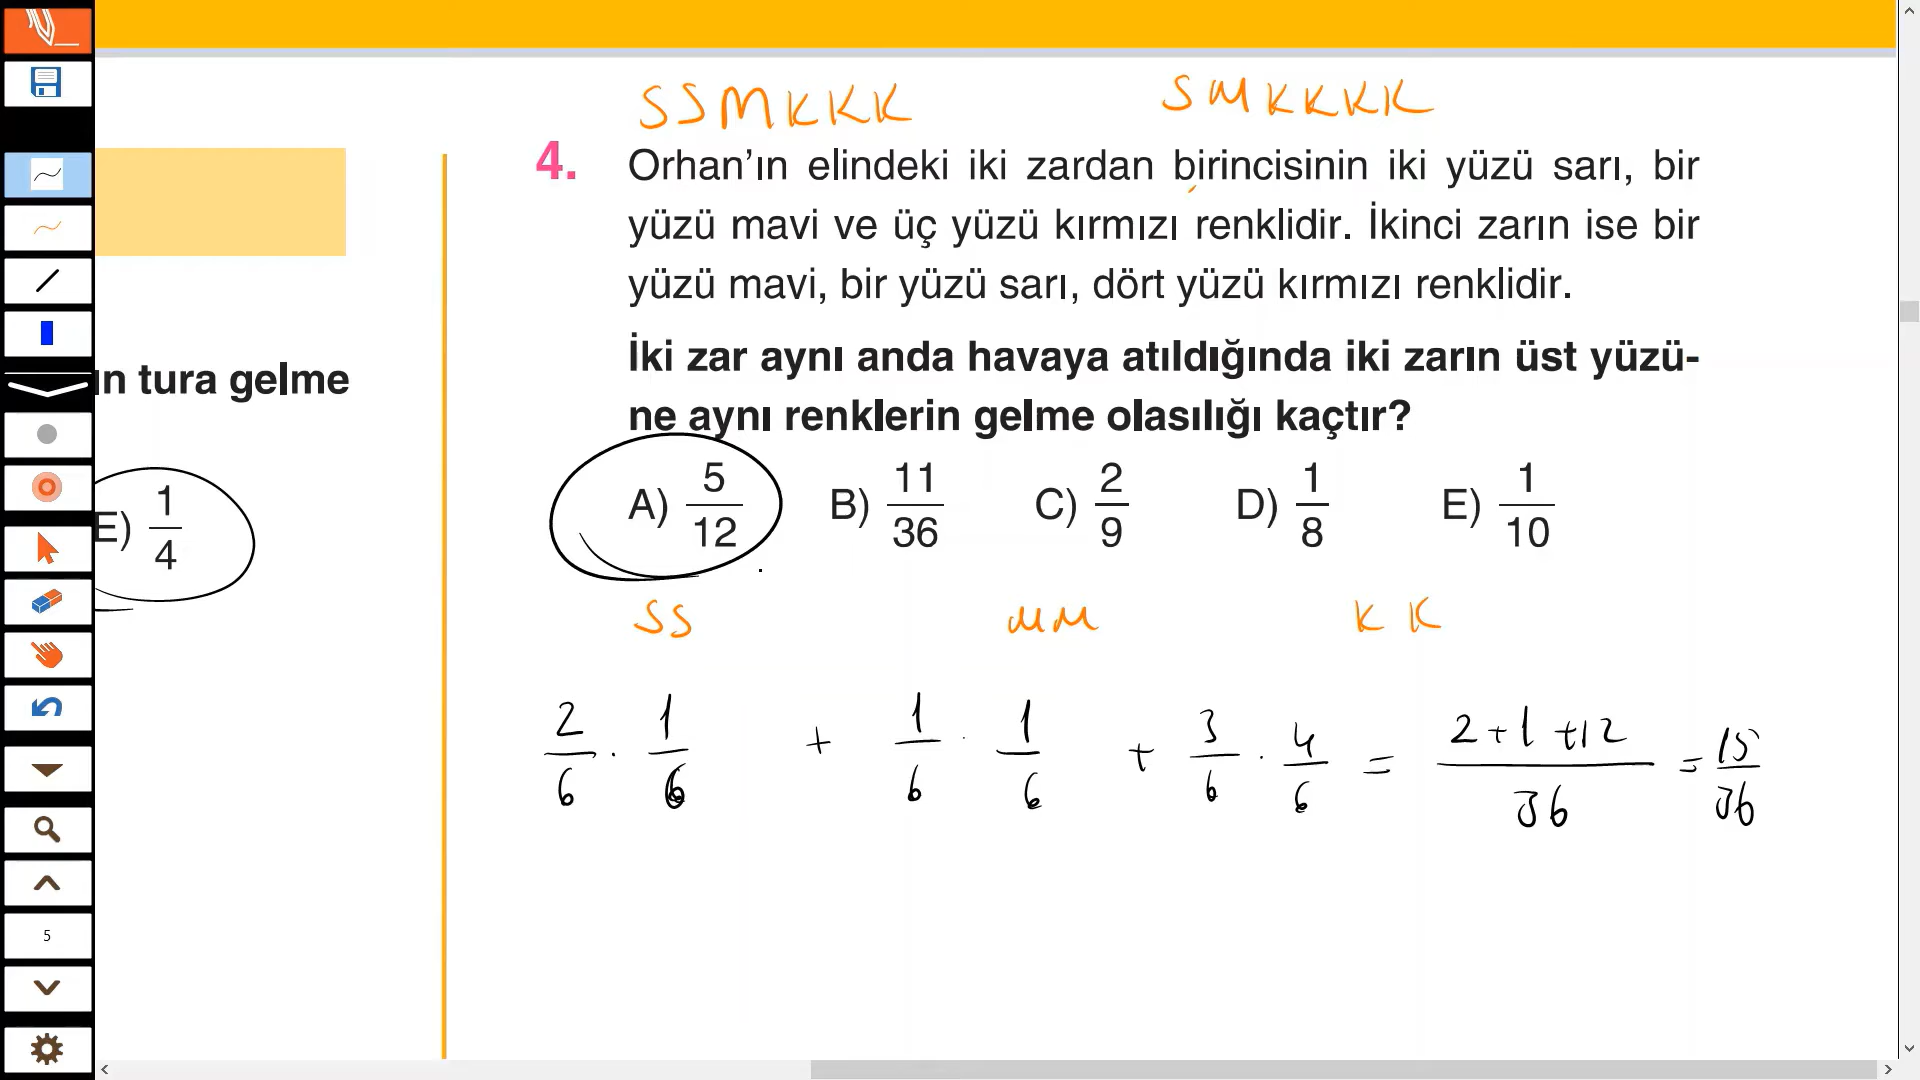 SSMKKK
SMKKKK
4. Orhan’ın elindeki iki zardan birincisinin iki yüzü sarı, bir
yüzü mavi ve üç yüzü kırmızı renklidir. İkinci zarın ise bir
yüzü mavi, bir yüzü sarı, dört yüzü kırmızı renklidir.
İki zar aynı anda havaya atıldığında iki zarın üst yüzü-
ne aynı renklerin gelme olasılığı kaçtır?
A) 5/12 B) 11/36 C) 2/9 D) 1/8 E) 1/10
SS MM KK
2/6 · 1/6 + 1/6 · 1/6 + 3/6 · 4/6 = 2+1+12/36 = 15/36
ın tura gelme
E) 1/4
5